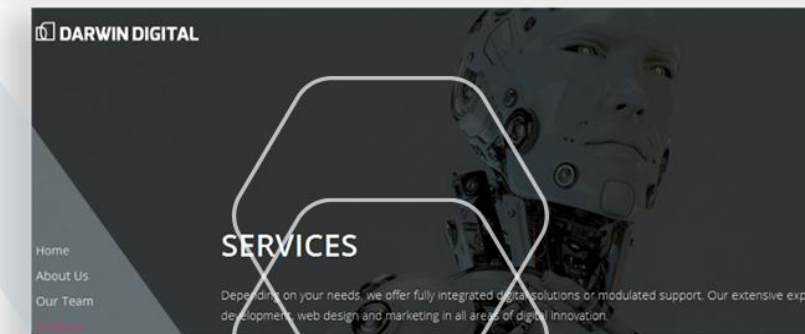 DARWIN DIGITAL
Home
About Us
Our Team
SERVICES
Depending on your needs, we offer fully integrated digital solutions or modulated support. Our extensive exp
development, web design and marketing in all areas of digital innovation.